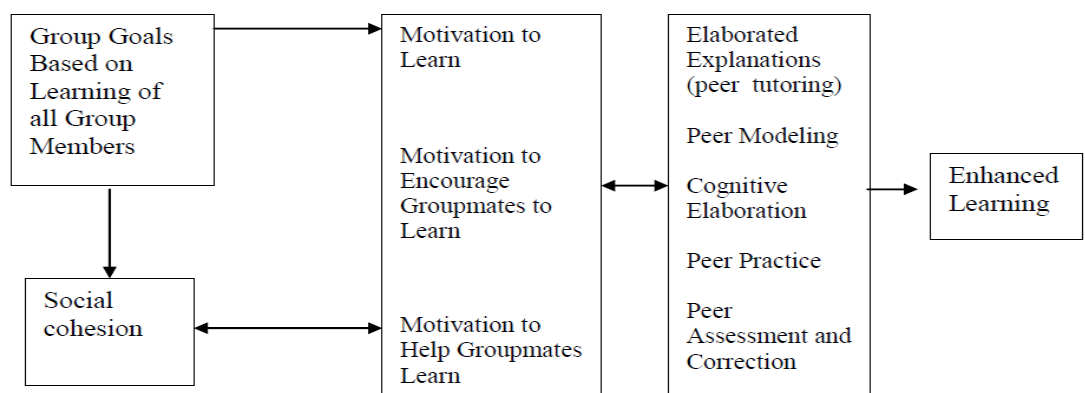 Group Goals
Based on
Learning of
all Group
Members
Social
cohesion
Motivation to
Learn
Motivation to
Encourage
Groupmates to
Learn
Motivation to
Help Groupmates
Learn
Elaborated
Explanations
(peer tutoring)
Peer Modeling
Cognitive
Elaboration
Peer Practice
Peer
Assessment and
Correction
Enhanced
Learning